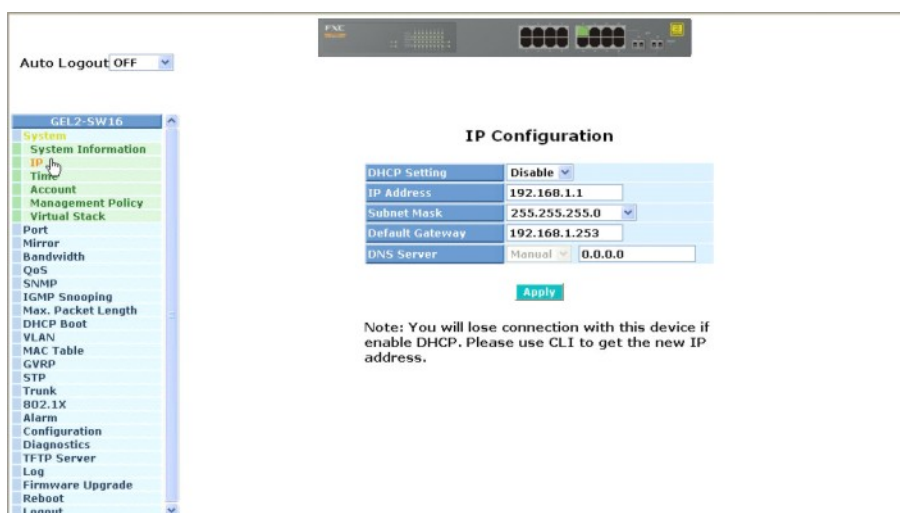 FXC
Auto Logout OFF
GEL2-SW16
System
System Information
IP
Time
Account
Management Policy
Virtual Stack
Port
Mirror
Bandwidth
QoS
SNMP
IGMP Snooping
Max. Packet Length
DHCP Boot
VLAN
MAC Table
GVRP
STP
Trunk
802.1X
Alarm
Configuration
Diagnostics
TFTP Server
Log
Firmware Upgrade
Reboot
Logout
IP Configuration
DHCP Setting Disable
IP Address 192.168.1.1
Subnet Mask 255.255.255.0
Default Gateway 192.168.1.253
DNS Server Manual 0.0.0.0
Apply
Note: You will lose connection with this device if
enable DHCP. Please use CLI to get the new IP
address.